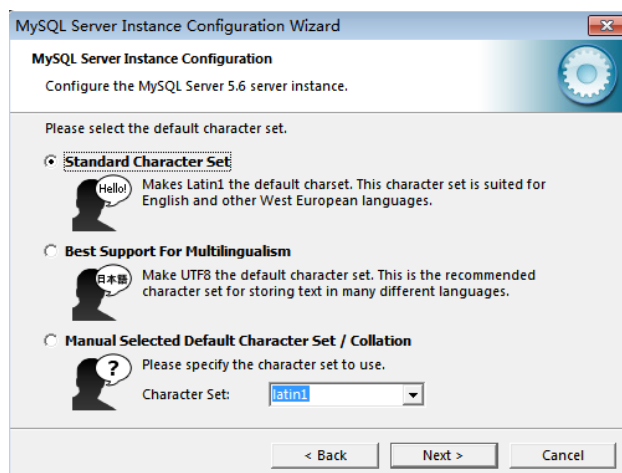 MySQL Server Instance Configuration Wizard
MySQL Server Instance Configuration
Configure the MySQL Server 5.6 server instance.
Please select the default character set.
Standard Character Set
Hello!
Makes Latin1 the default charset. This character set is suited for
English and other West European languages.
Best Support For Multilingualism
日本語
Make UTF8 the default character set. This is the recommended
character set for storing text in many different languages.
Manual Selected Default Character Set / Collation
?
Please specify the character set to use.
Character Set: latin1
< Back Next > Cancel